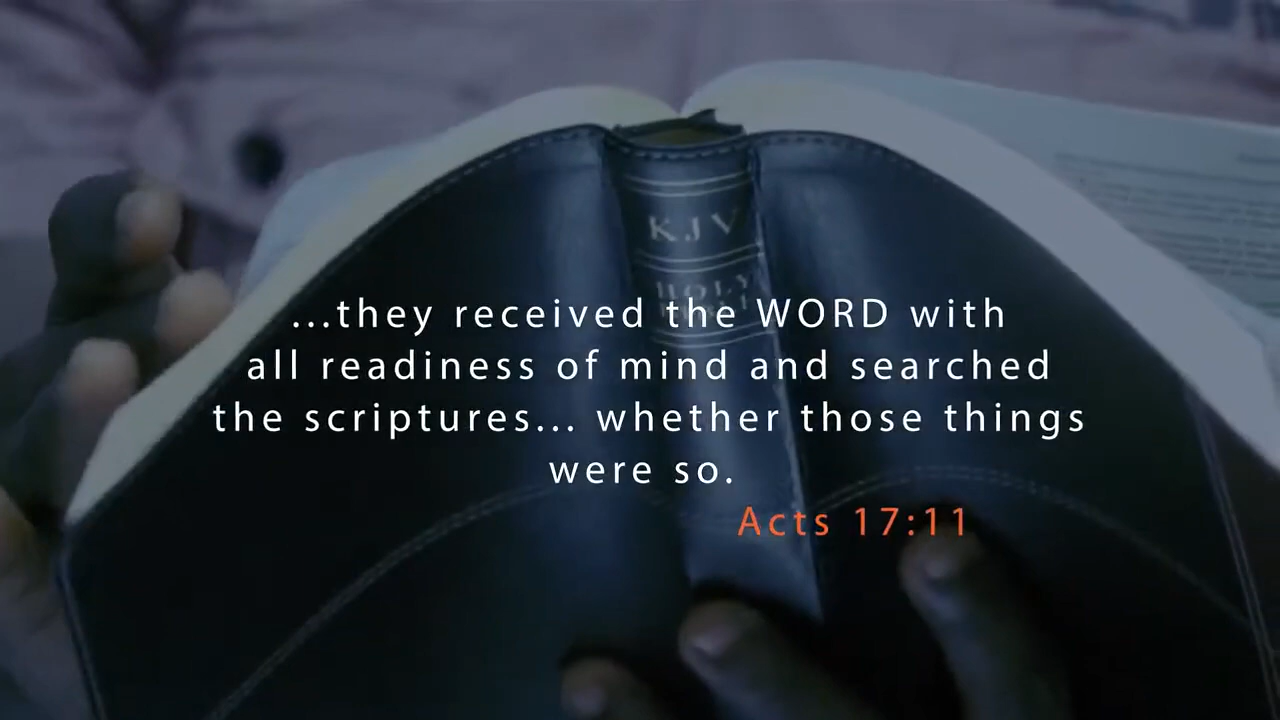 KJV
HOLY
...they received the WORD with
all readiness of mind and searched
the scriptures... whether those things
were so.
Acts 17:11